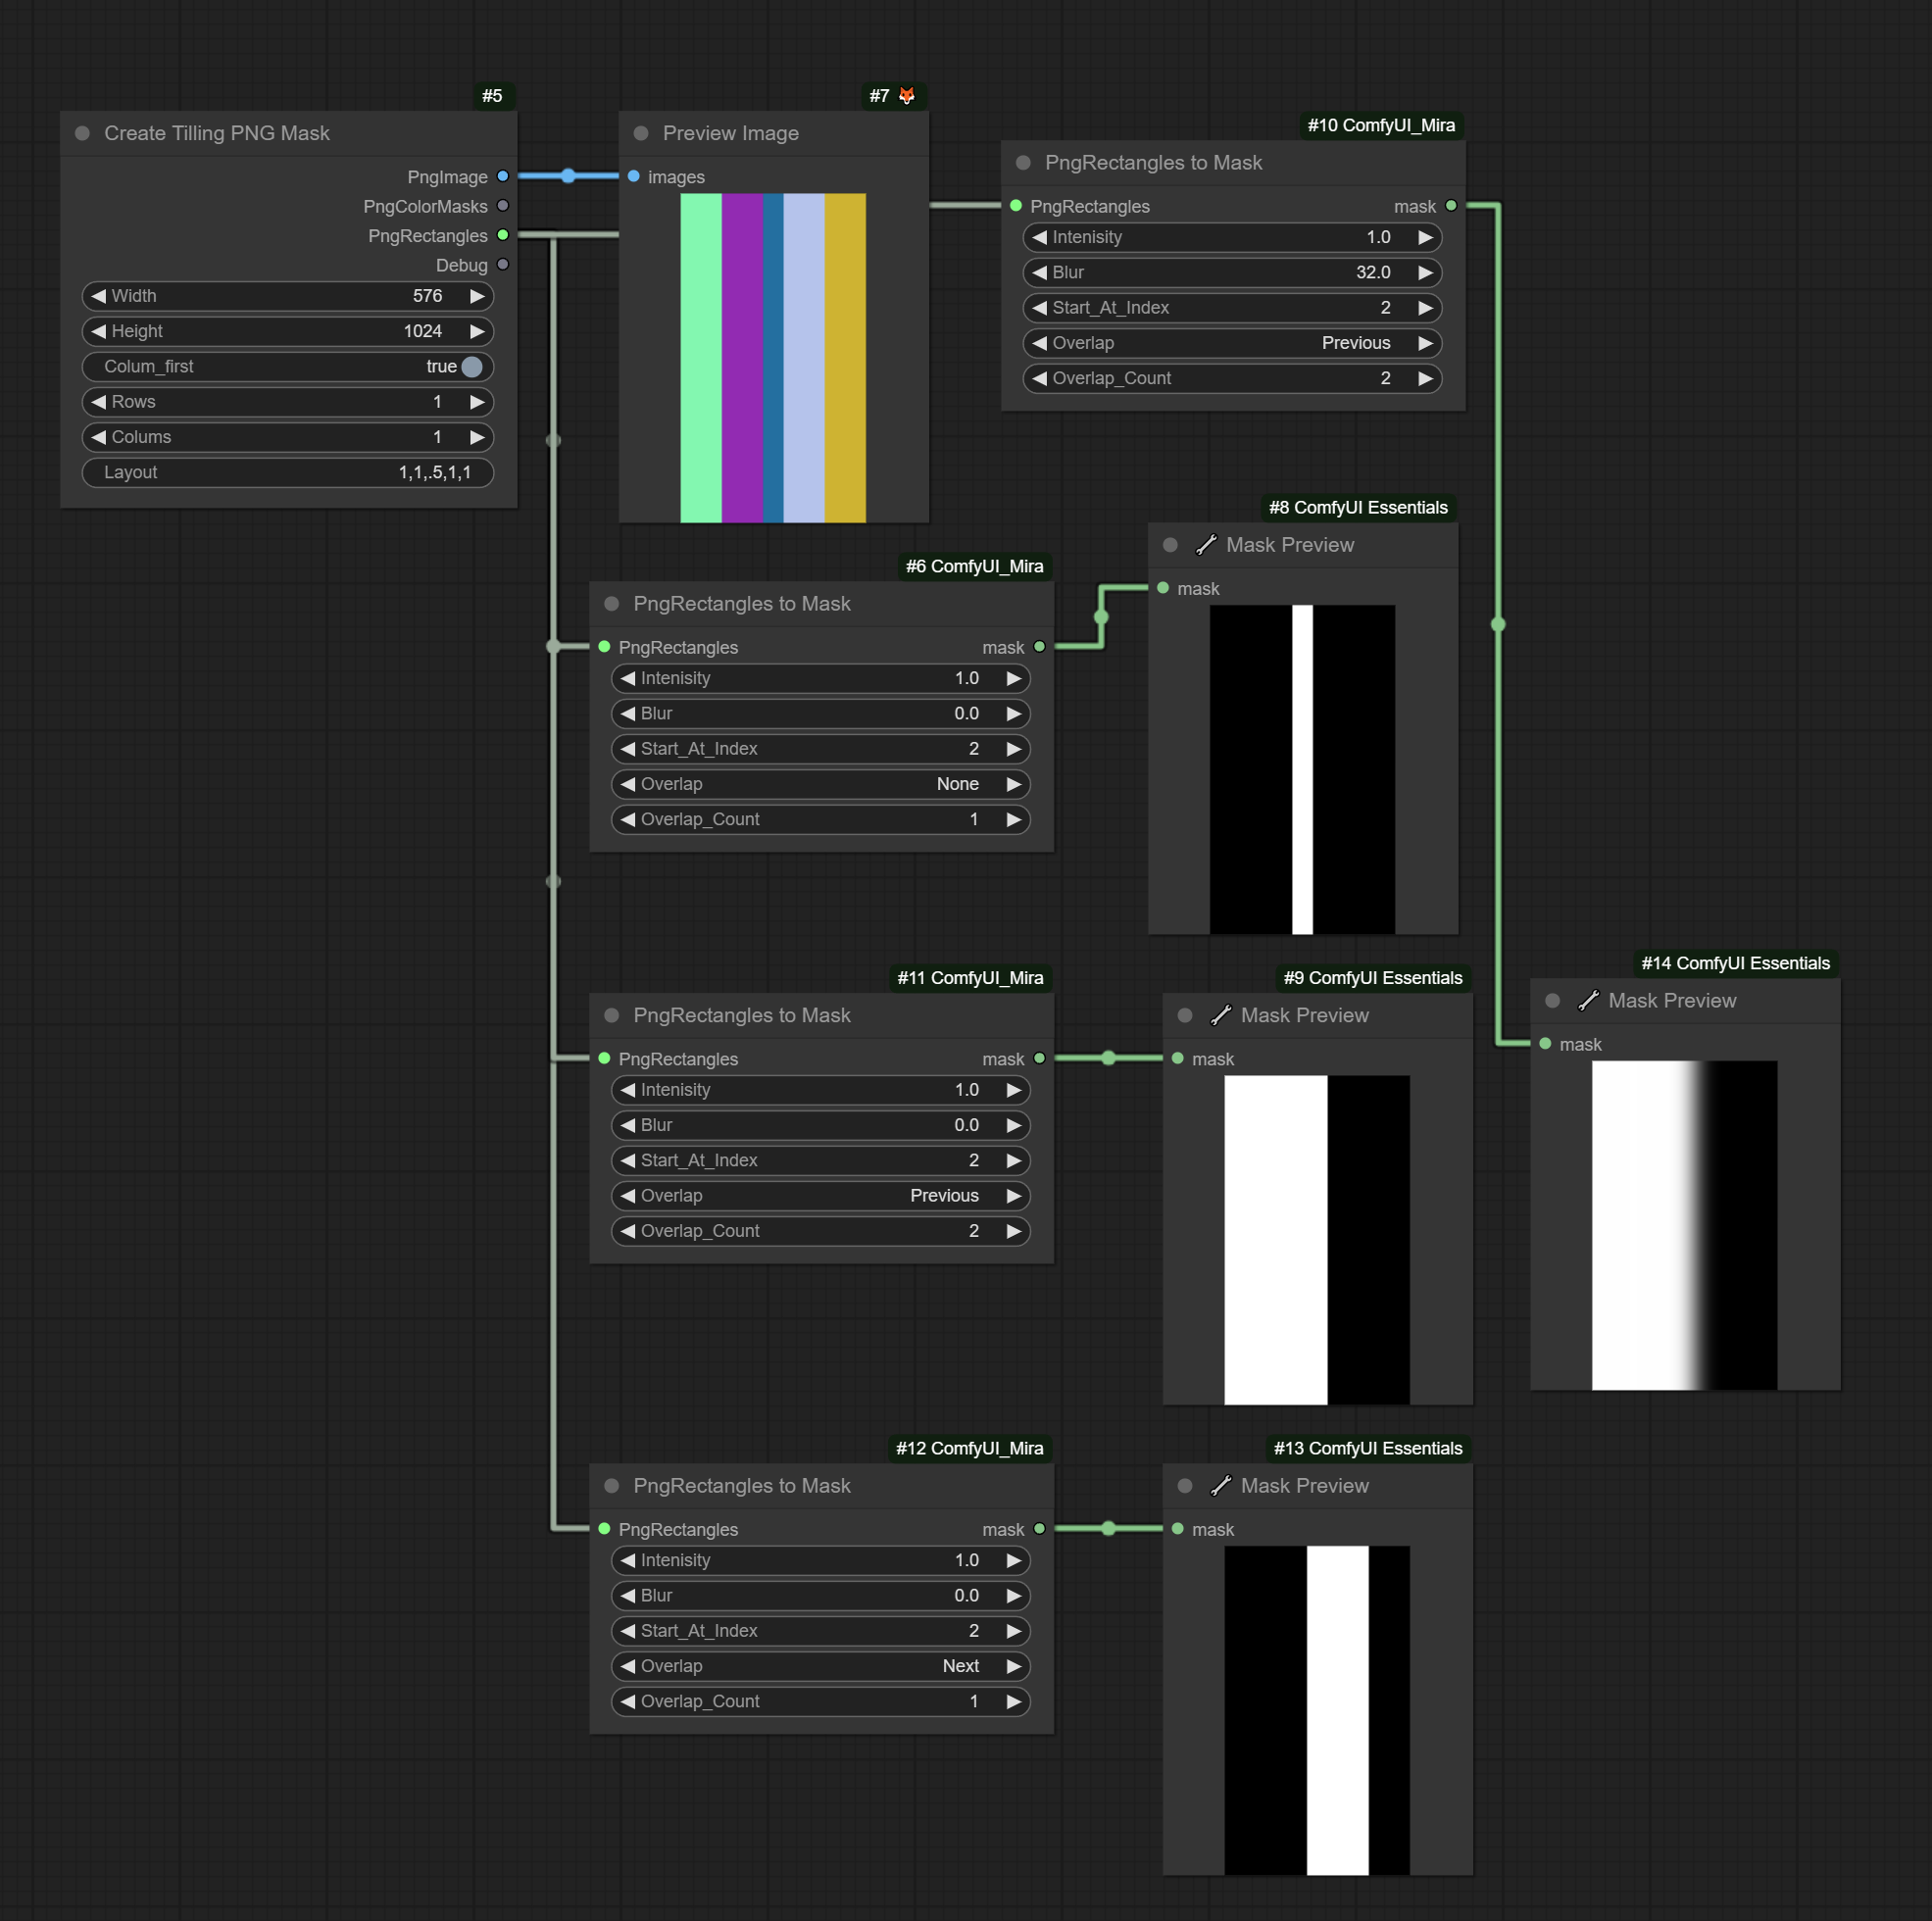 #5
Create Tilling PNG Mask
PngImage
PngColorMasks
PngRectangles
Debug
Width 576
Height 1024
Colum_first true
Rows 1
Colums 1
Layout 1,1,.5,1,1
#7
Preview Image
images
#10 ComfyUI_Mira
PngRectangles to Mask
PngRectangles mask
Intenisity 1.0
Blur 32.0
Start_At_Index 2
Overlap Previous
Overlap_Count 2
#6 ComfyUI_Mira
PngRectangles to Mask
PngRectangles mask
Intenisity 1.0
Blur 0.0
Start_At_Index 2
Overlap None
Overlap_Count 1
#8 ComfyUI Essentials
Mask Preview
mask
#11 ComfyUI_Mira
PngRectangles to Mask
PngRectangles mask
Intenisity 1.0
Blur 0.0
Start_At_Index 2
Overlap Previous
Overlap_Count 2
#9 ComfyUI Essentials
Mask Preview
mask
#14 ComfyUI Essentials
Mask Preview
mask
#12 ComfyUI_Mira
PngRectangles to Mask
PngRectangles mask
Intenisity 1.0
Blur 0.0
Start_At_Index 2
Overlap Next
Overlap_Count 1
#13 ComfyUI Essentials
Mask Preview
mask